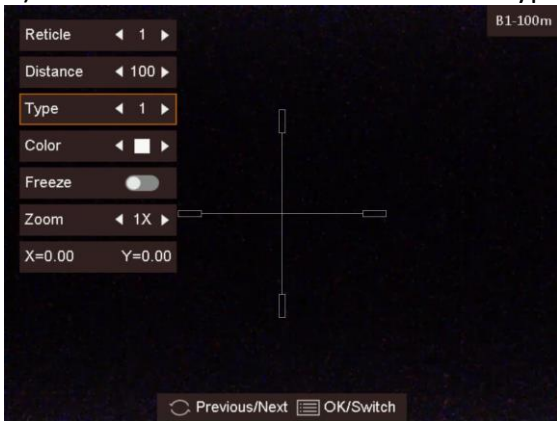 B1-100m
Reticle 1
Distance 100
Type 1
Color
Freeze
Zoom 1X
X=0.00 Y=0.00
Previous/Next OK/Switch